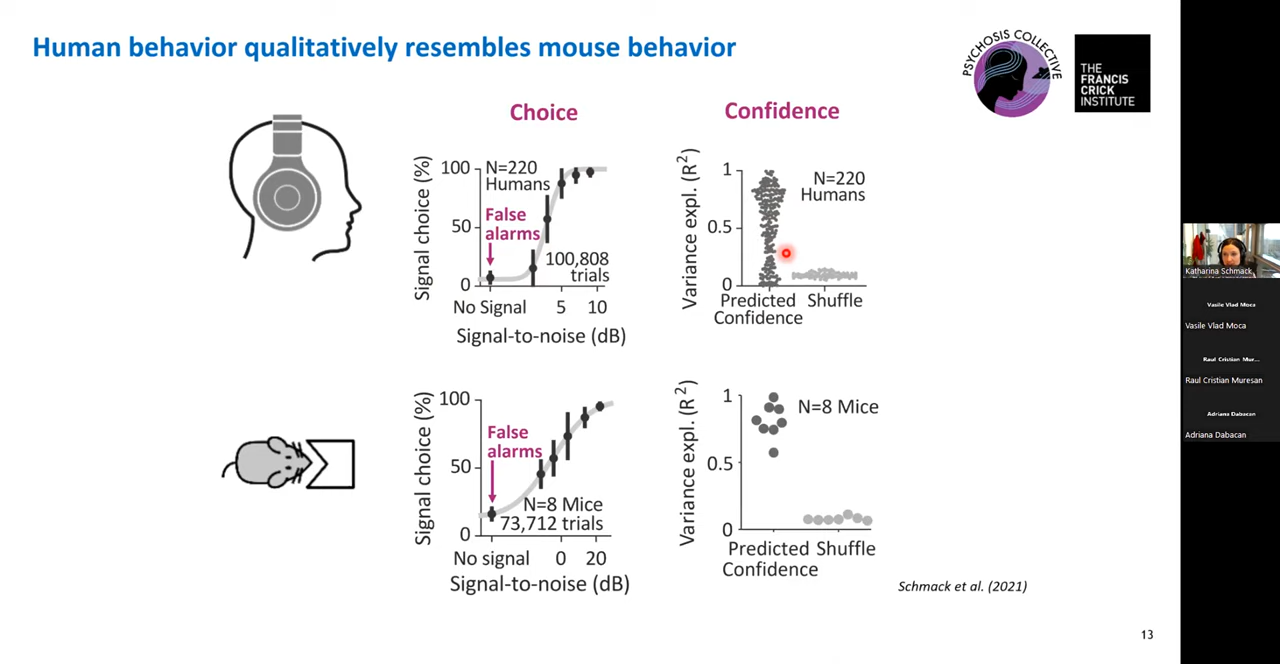 Human behavior qualitatively resembles mouse behavior
PSYCHOSIS COLLECTIVE
THE
FRANCIS
CRICK
INSTITUTE
Choice
Confidence
Signal choice (%)
100
50
0
N=220
Humans
False
alarms
100,808
trials
No Signal
5
10
Signal-to-noise (dB)
Variance expl. (R²)
1
0.5
0
N=220
Humans
Predicted
Confidence
Shuffle
Signal choice (%)
100
50
0
False
alarms
N=8 Mice
73,712 trials
No signal
0
20
Signal-to-noise (dB)
Variance expl. (R²)
1
0.5
0
N=8 Mice
Predicted
Confidence
Shuffle
Schmack et al. (2021)
13
Katharina Schmack
Vasile Vlad Moca
Vasile Vlad Moca
Raul Cristian Mur...
Raul Cristian Muresan
Adriana Dabacan
Adriana Dabacan